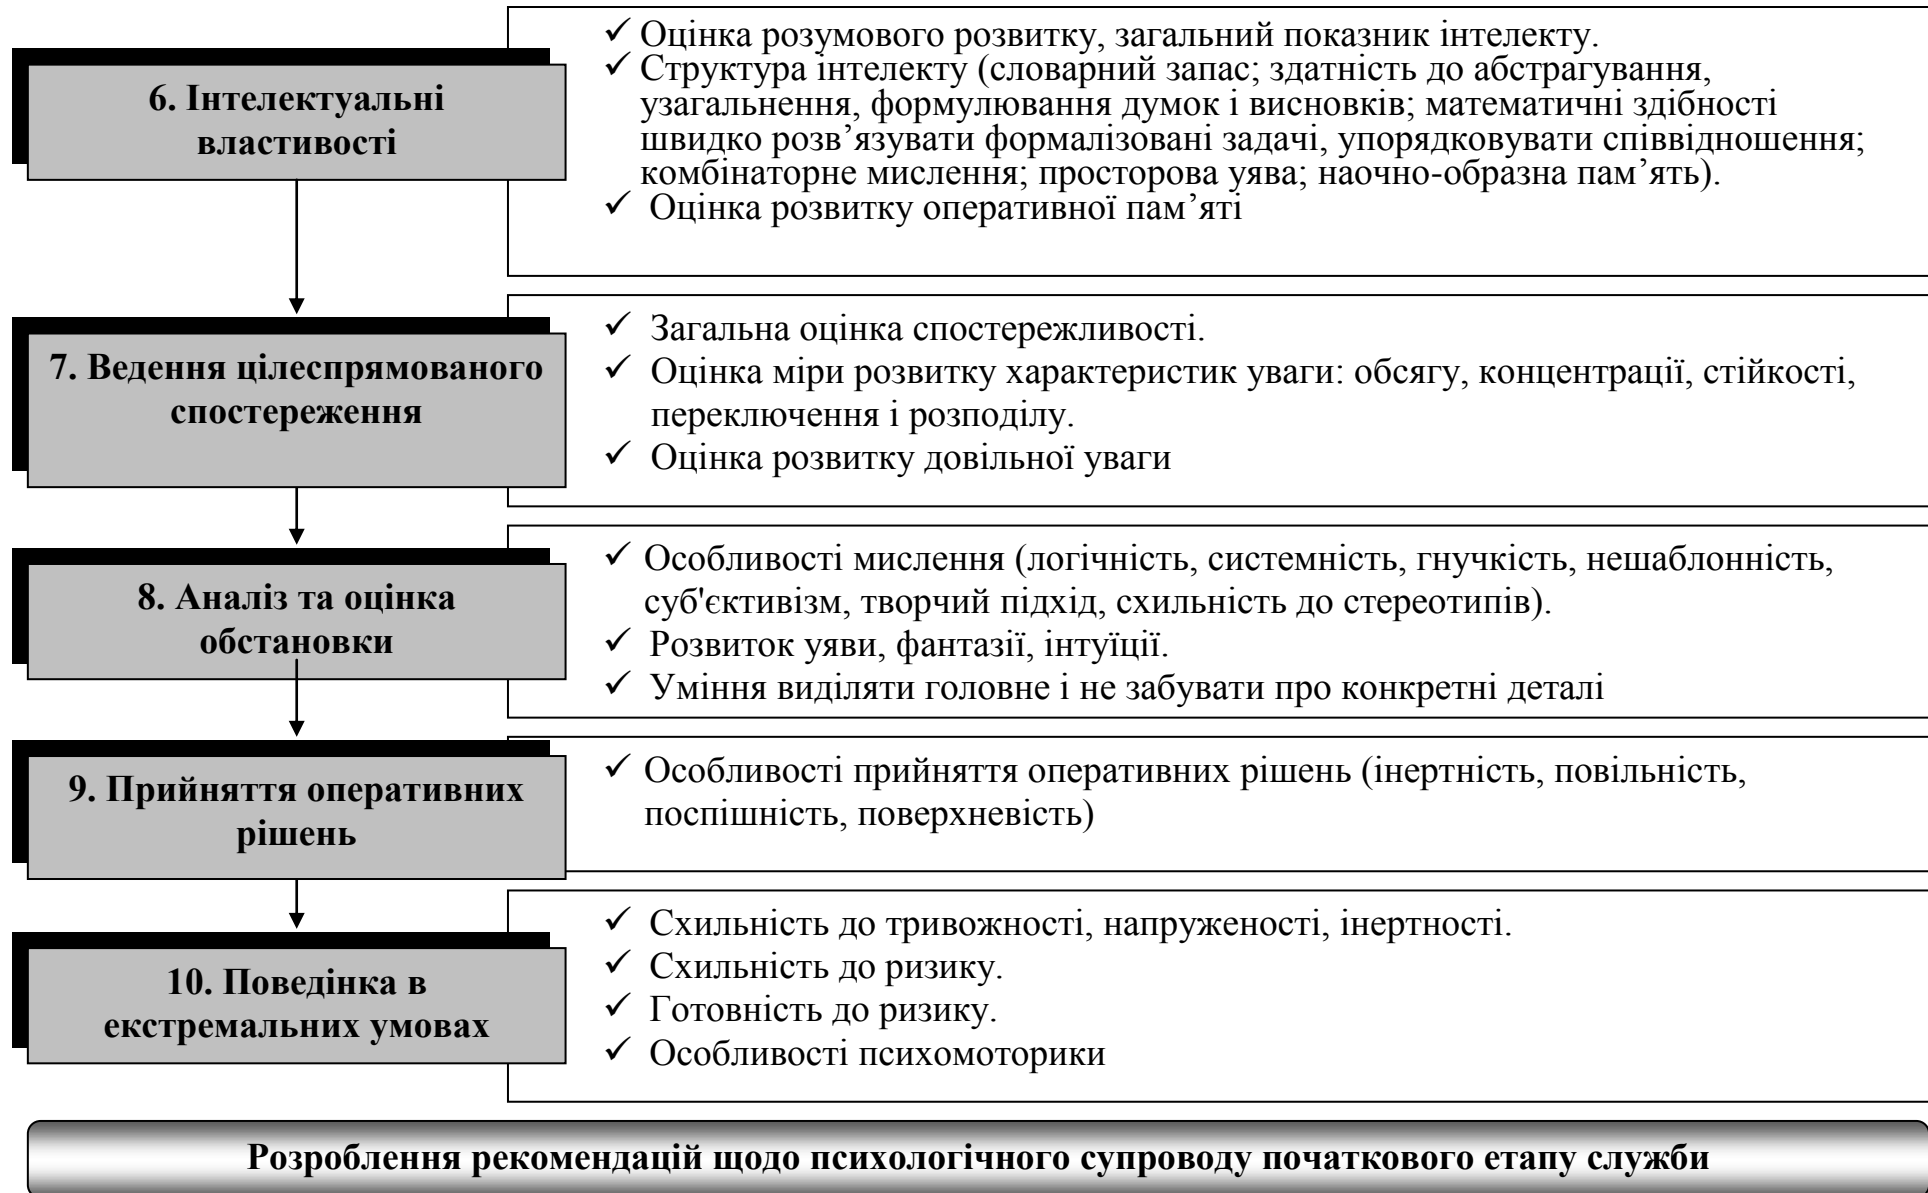 6. Інтелектуальні
властивості
✓ Оцінка розумового розвитку, загальний показник інтелекту.
✓ Структура інтелекту (словарний запас; здатність до абстрагування,
узагальнення, формулювання думок і висновків; математичні здібності
швидко розв’язувати формалізовані задачі, упорядковувати співвідношення;
комбінаторне мислення; просторова уява; наочно-образна пам’ять).
✓ Оцінка розвитку оперативної пам’яті
7. Ведення цілеспрямованого
спостереження
✓ Загальна оцінка спостережливості.
✓ Оцінка міри розвитку характеристик уваги: обсягу, концентрації, стійкості,
переключення і розподілу.
✓ Оцінка розвитку довільної уваги
8. Аналіз та оцінка
обстановки
✓ Особливості мислення (логічність, системність, гнучкість, нешаблонність,
суб'єктивізм, творчий підхід, схильність до стереотипів).
✓ Розвиток уяви, фантазії, інтуїції.
✓ Уміння виділяти головне і не забувати про конкретні деталі
9. Прийняття оперативних
рішень
✓ Особливості прийняття оперативних рішень (інертність, повільність,
поспішність, поверхневість)
10. Поведінка в
екстремальних умовах
✓ Схильність до тривожності, напруженості, інертності.
✓ Схильність до ризику.
✓ Готовність до ризику.
✓ Особливості психомоторики
Розроблення рекомендацій щодо психологічного супроводу початкового етапу служби